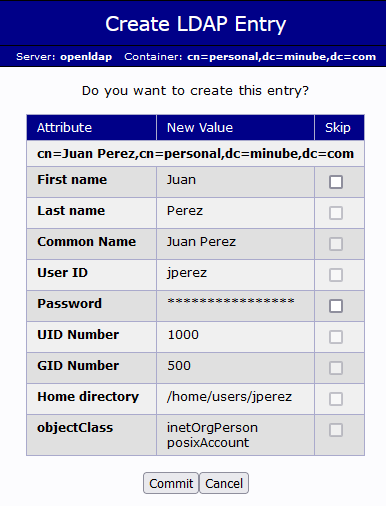 Create LDAP Entry
Server: openldap Container: cn=personal,dc=minube,dc=com
Do you want to create this entry?
Attribute New Value Skip
cn=Juan Perez,cn=personal,dc=minube,dc=com
First name Juan
Last name Perez
Common Name Juan Perez
User ID jperez
Password ****************
UID Number 1000
GID Number 500
Home directory /home/users/jperez
objectClass inetOrgPerson
posixAccount
Commit Cancel